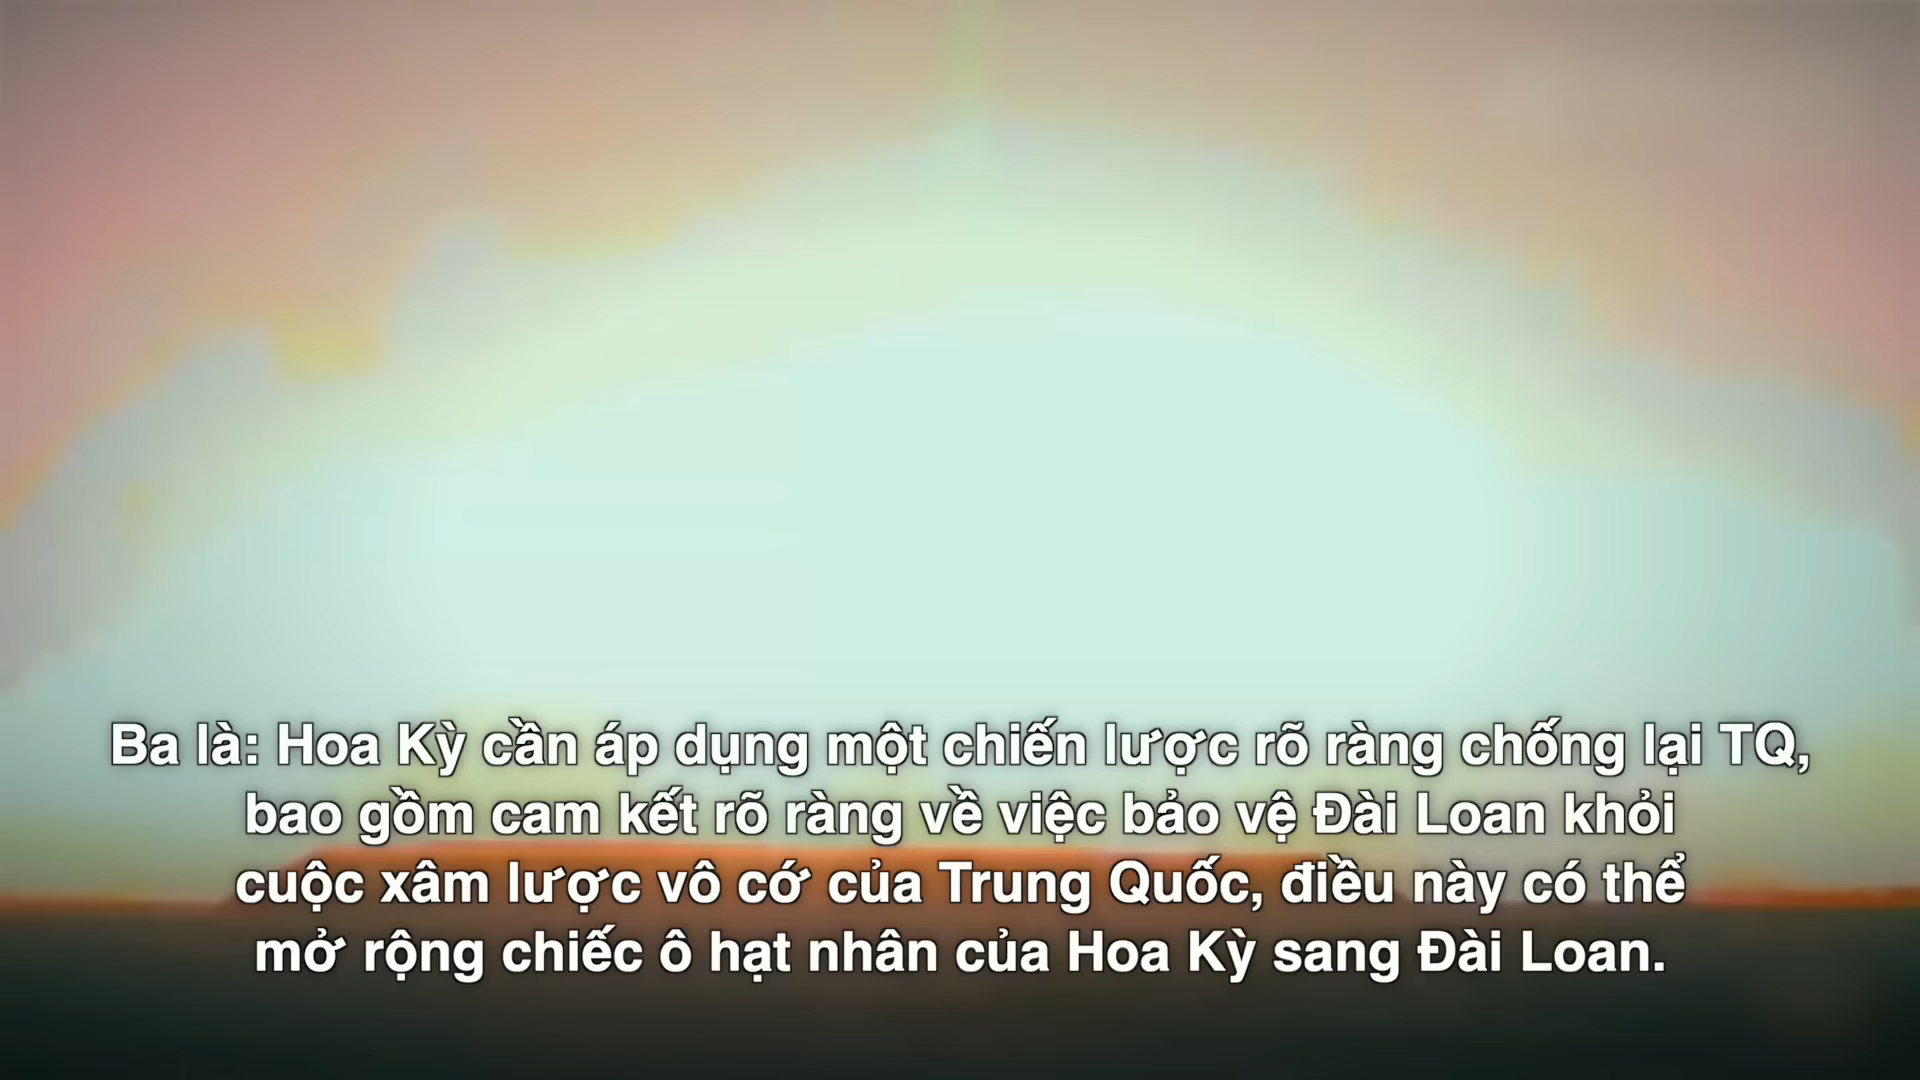 Ba là: Hoa Kỳ cần áp dụng một chiến lược rõ ràng chống lại TQ,
bao gồm cam kết rõ ràng về việc bảo vệ Đài Loan khỏi
cuộc xâm lược vô cớ của Trung Quốc, điều này có thể
mở rộng chiếc ô hạt nhân của Hoa Kỳ sang Đài Loan.